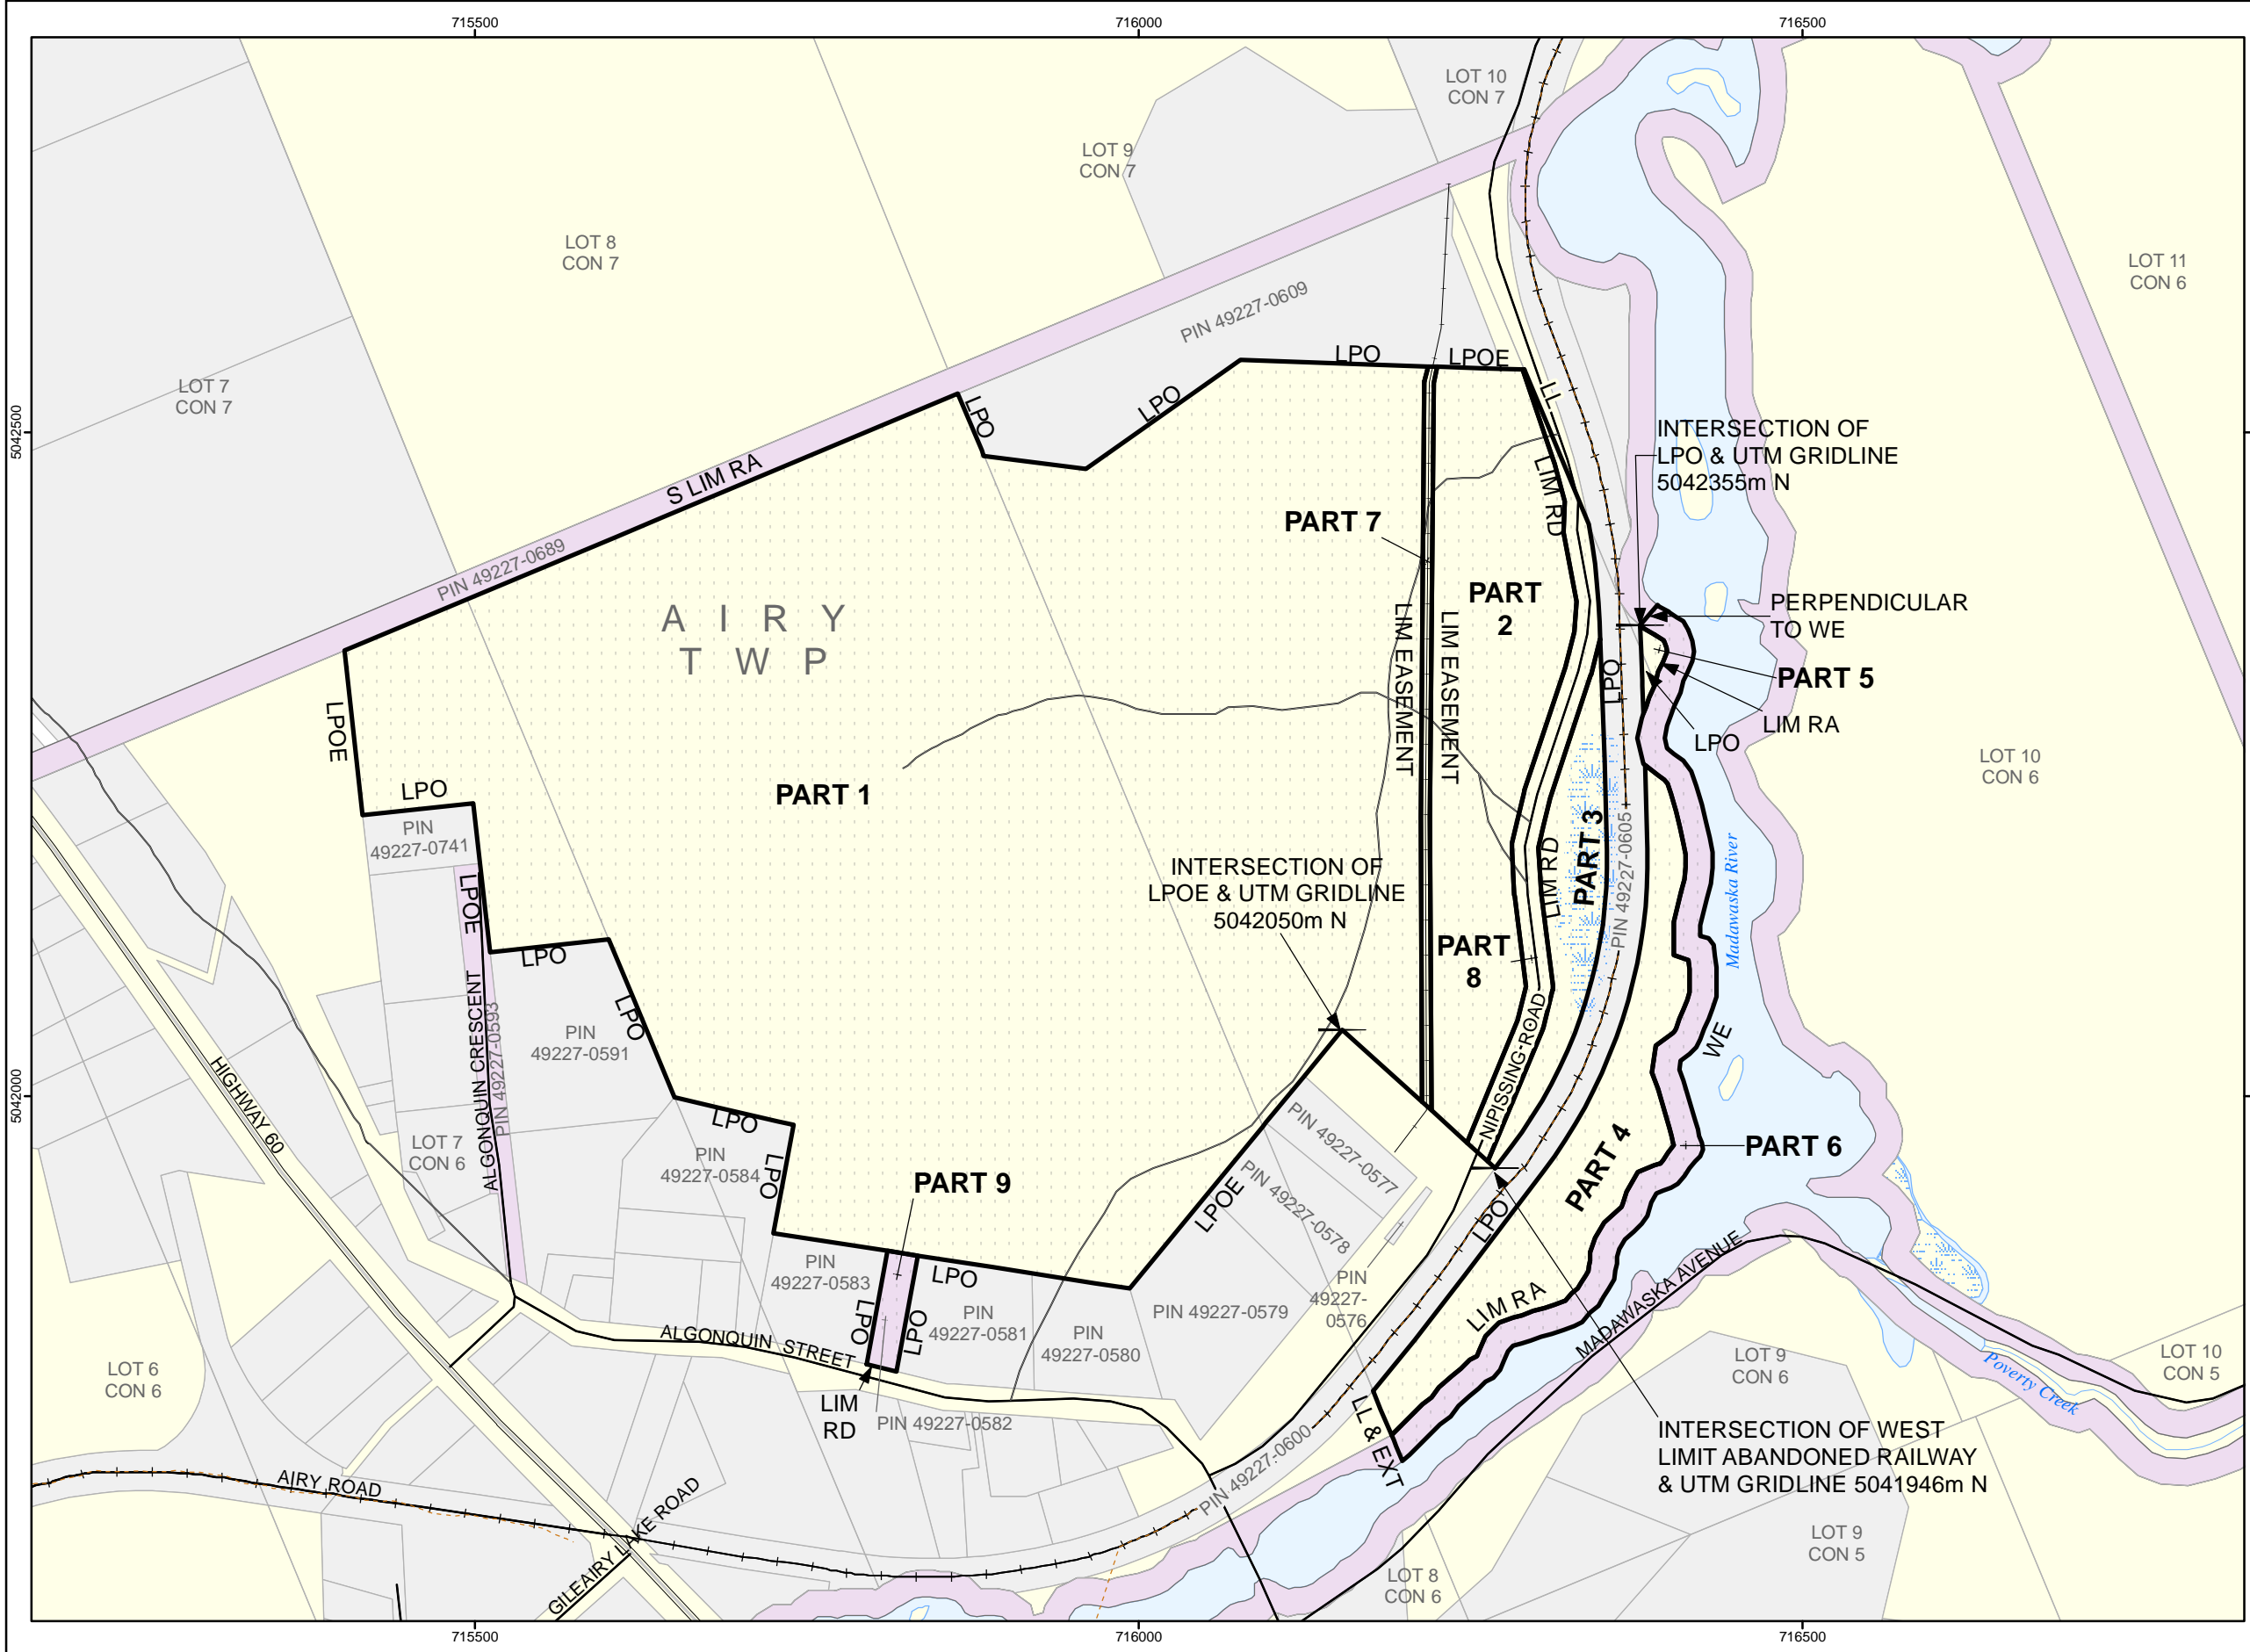 715500
716000
716500
LOT 10
CON 7
LOT 9
CON 7
LOT 8
CON 7
LOT 11
CON 6
PIN 49227-0609
LOT 7
CON 7
LPO
LPOE
LL
LPO
LPO
5042500
5042500
INTERSECTION OF
LPO & UTM GRIDLINE
5042355m N
S LIM RA
LIM RD
PART 7
PIN 49227-0689
A I R Y
T W P
PART
2
LIM EASEMENT
LIM EASEMENT
PERPENDICULAR
TO WE
PART 5
LIM RA
LPO
LPO
LPOE
LOT 10
CON 6
LPO
PART 1
PIN
49227-0741
PART 3
PIN 49227-0605
LIM RD
Madawaska River
INTERSECTION OF
LPOE & UTM GRIDLINE
5042050m N
LPOE
LPO
PART
8
ALGONQUIN CRESCENT
PIN 49227-0593
LPO
PIN
49227-0591
WE
NIPISSING ROAD
HIGHWAY 60
5042000
LOT 7
CON 6
LPO
PIN
49227-0584
LPO
PIN 49227-0577
PIN 49227-0578
PART 4
PART 6
PART 9
LPOE
LPO
PIN
49227-0583
LPO
PIN
49227-
0576
LPO
LPO
PIN
49227-0581
PIN 49227-0579
LIM RA
MADAWASKA AVENUE
PIN
49227-0580
ALGONQUIN STREET
LOT 6
CON 6
LOT 9
CON 6
Poverty Creek
LOT 10
CON 5
LIM
RD
PIN 49227-0582
LL & EXT
INTERSECTION OF WEST
LIMIT ABANDONED RAILWAY
& UTM GRIDLINE 5041946m N
PIN 49227-0600
AIRY ROAD
GILEAIRY LAKE ROAD
LOT 9
CON 5
LOT 8
CON 6
715500
716000
716500